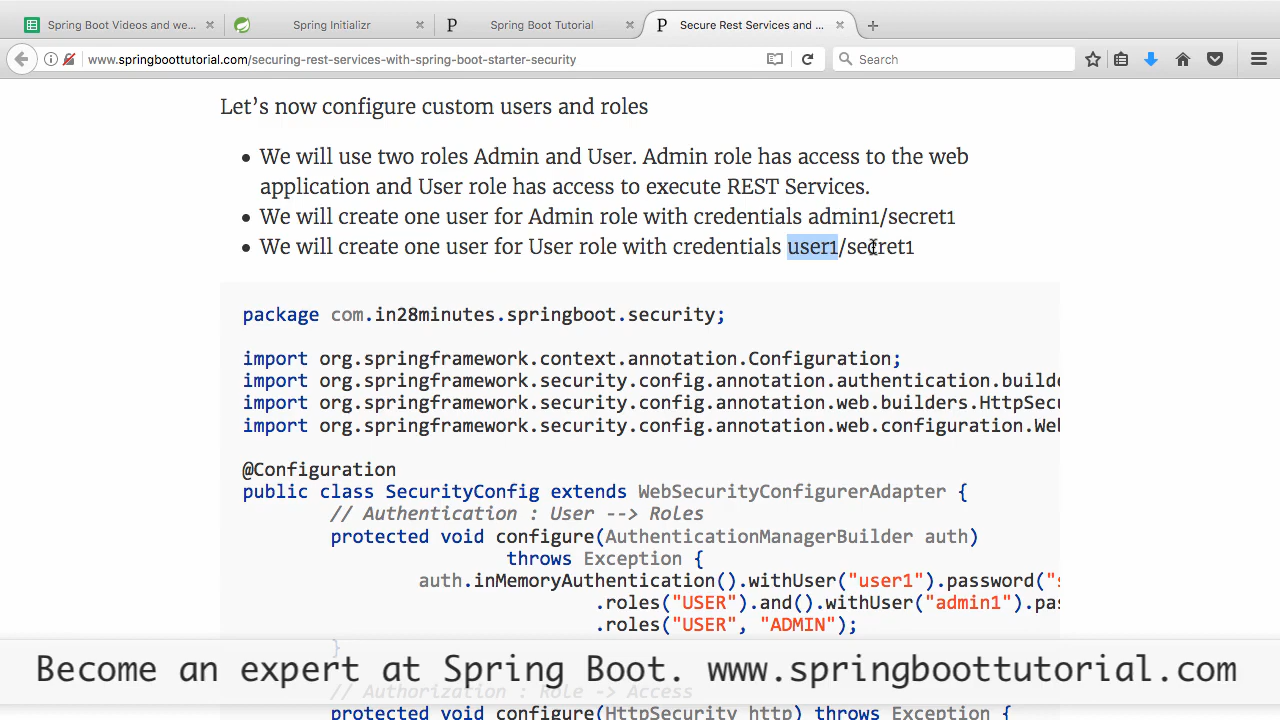 Spring Boot Videos and we...
Spring Initializr
Spring Boot Tutorial
Secure Rest Services and ...
www.springboottutorial.com/securing-rest-services-with-spring-boot-starter-security
Search
Let's now configure custom users and roles
We will use two roles Admin and User. Admin role has access to the web
application and User role has access to execute REST Services.
We will create one user for Admin role with credentials admin1/secret1
We will create one user for User role with credentials user1/secret1
package com.in28minutes.springboot.security;
import org.springframework.context.annotation.Configuration;
import org.springframework.security.config.annotation.authentication.builde
import org.springframework.security.config.annotation.web.builders.HttpSecu
import org.springframework.security.config.annotation.web.configuration.Web
@Configuration
public class SecurityConfig extends WebSecurityConfigurerAdapter {
// Authentication : User --> Roles
protected void configure(AuthenticationManagerBuilder auth)
throws Exception {
auth.inMemoryAuthentication().withUser("user1").password("s
.roles("USER").and().withUser("admin1").pas
.roles("USER", "ADMIN");
}
Become an expert at Spring Boot. www.springboottutorial.com
// Authorization : Role -> Access
protected void configure(HttpSecurity http) throws Exception {